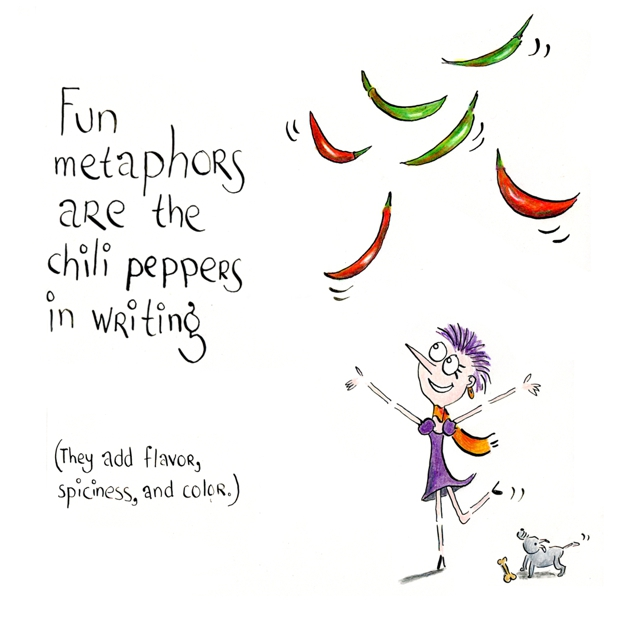 Fun
metaphors
are the
chili peppers
in writing
(They add flavor,
spiciness, and color.)